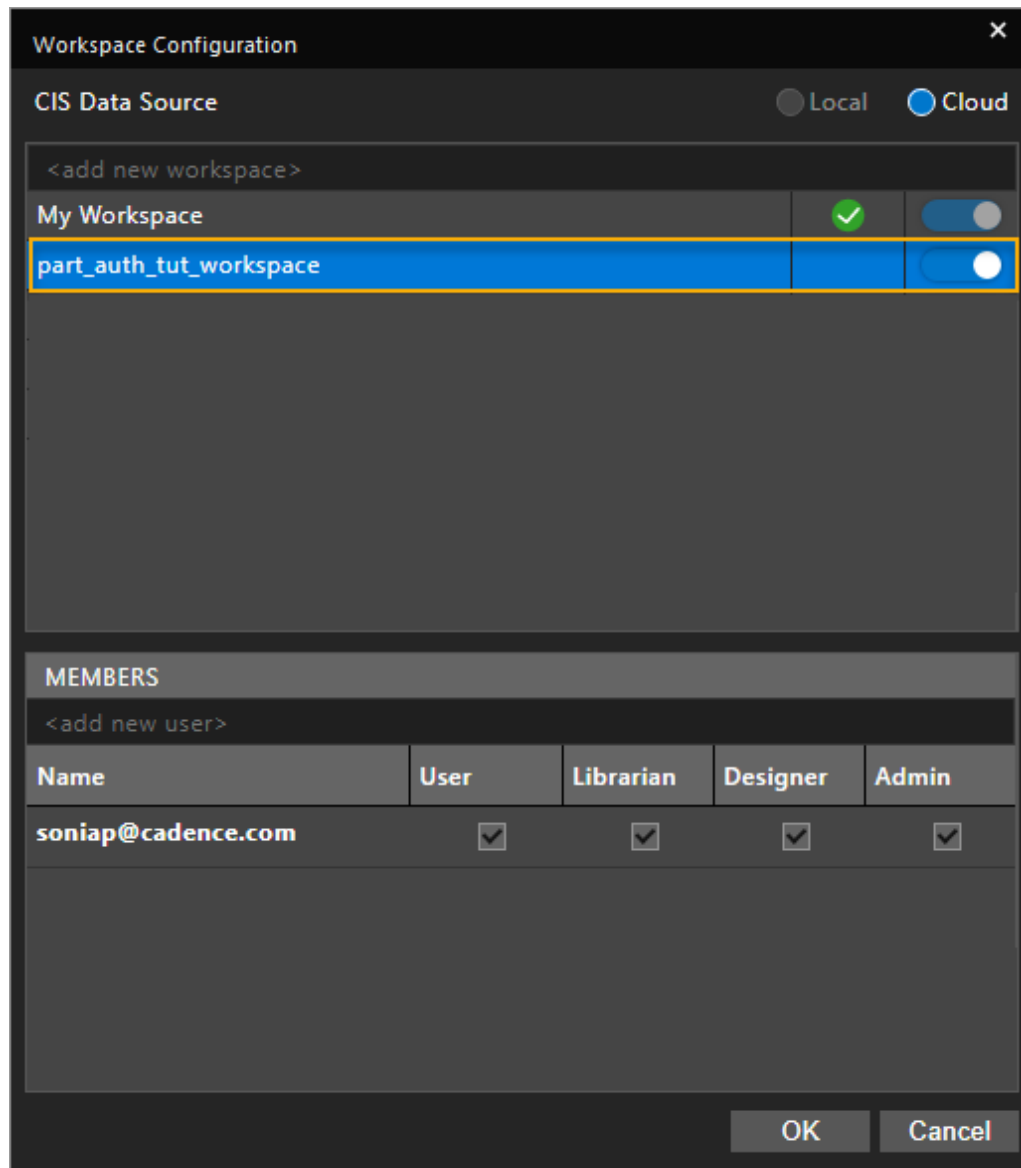 Workspace Configuration
CIS Data Source Local Cloud
<add new workspace>
My Workspace
part_auth_tut_workspace
MEMBERS
<add new user>
Name User Librarian Designer Admin
soniap@cadence.com
OK Cancel